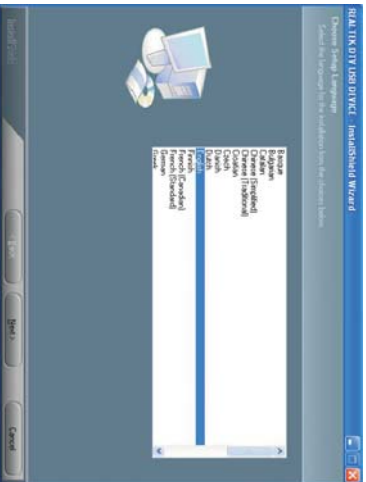 REALTEK DTV USB DEVICE - InstallShield Wizard
Choose Setup Language
Select the language for the installation from the choices below.
Basque
Bulgarian
Catalan
Chinese (Simplified)
Chinese (Traditional)
Croatian
Czech
Danish
Dutch
English
Finnish
French (Canadian)
French (Standard)
German
Greek
InstallShield
< Back
Next >
Cancel